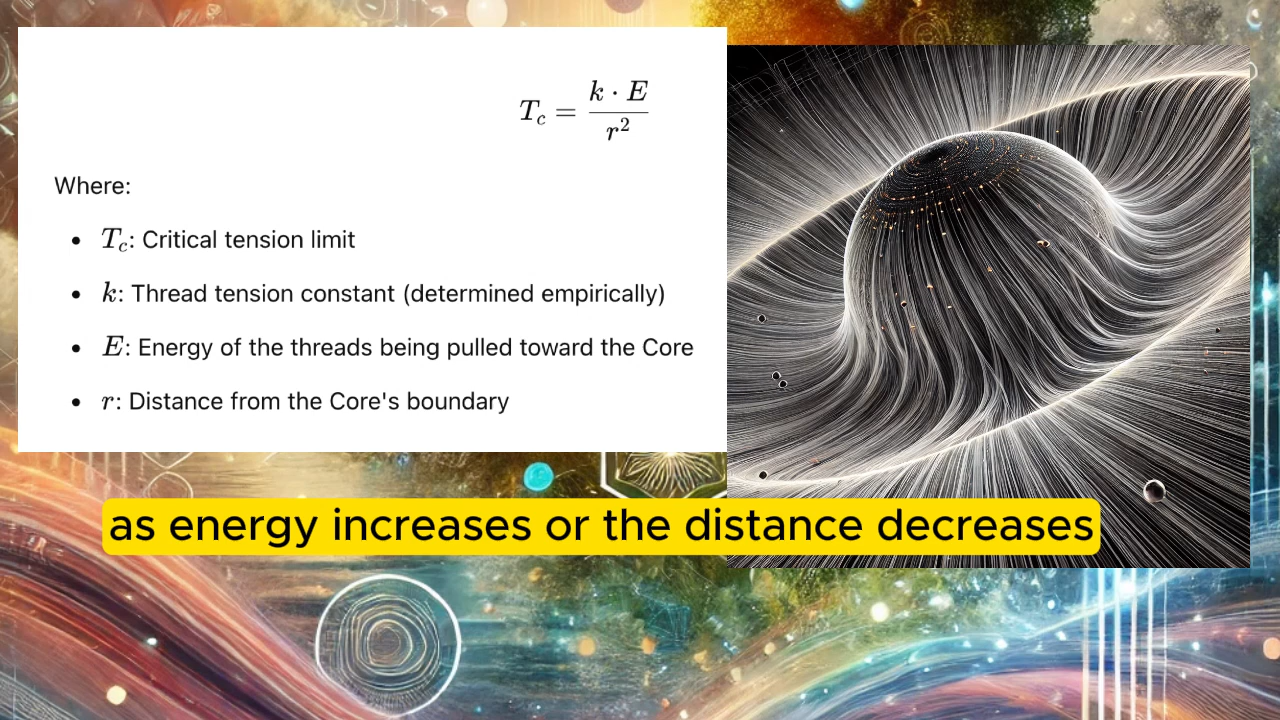 T_c = k · E / r²
Where:
• T_c: Critical tension limit
• k: Thread tension constant (determined empirically)
• E: Energy of the threads being pulled toward the Core
• r: Distance from the Core's boundary
as energy increases or the distance decreases